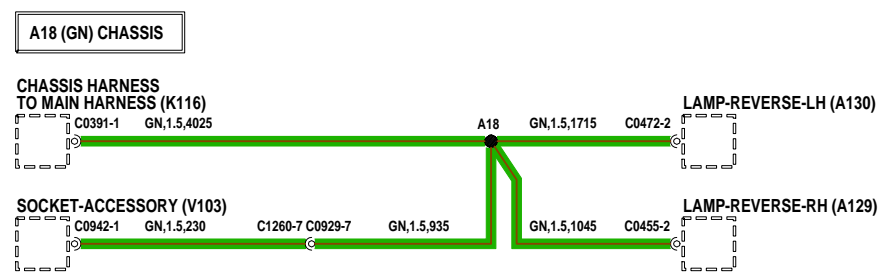 A18 (GN) CHASSIS
CHASSIS HARNESS
TO MAIN HARNESS (K116)
LAMP-REVERSE-LH (A130)
C0391-1 GN,1.5,4025 A18 GN,1.5,1715 C0472-2
SOCKET-ACCESSORY (V103)
LAMP-REVERSE-RH (A129)
C0942-1 GN,1.5,230 C1260-7 C0929-7 GN,1.5,935 GN,1.5,1045 C0455-2